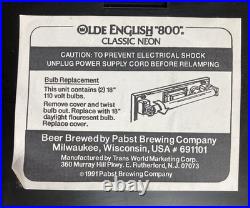 OLDE ENGLISH "800"
CLASSIC NEON
CAUTION: TO PREVENT ELECTRICAL SHOCK
UNPLUG POWER SUPPLY CORD BEFORE RELAMPING
Bulb Replacement
This unit contains (2) 18"
110 volt bulbs.
Remove cover and twist
bulb out. Replace with 18"
daylight flouresent bulb.
Replace cover.
Beer Brewed by Pabst Brewing Company
Milwaukee, Wisconsin, USA # 691101
Manufactured by Trans World Marketing Corp.
360 Murray Hill Pkwy. E. Rutherford, N.J. 07073
©1991 Pabst Brewing Company